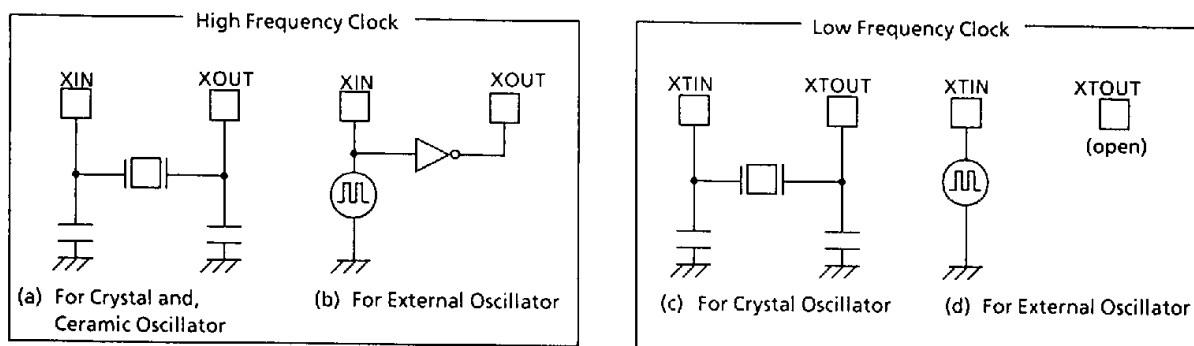 High Frequency Clock
XIN
XOUT
XIN
XOUT
(a) For Crystal and,
Ceramic Oscillator
(b) For External Oscillator
Low Frequency Clock
XTIN
XTOUT
XTIN
XTOUT
(open)
(c) For Crystal Oscillator
(d) For External Oscillator